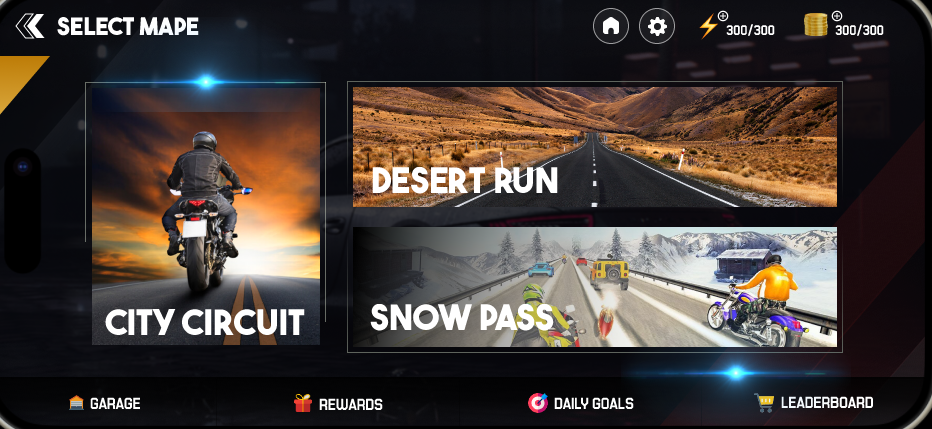 SELECT MAPE
300/300
300/300
CITY CIRCUIT
DESERT RUN
SNOW PASS
GARAGE
REWARDS
DAILY GOALS
LEADERBOARD